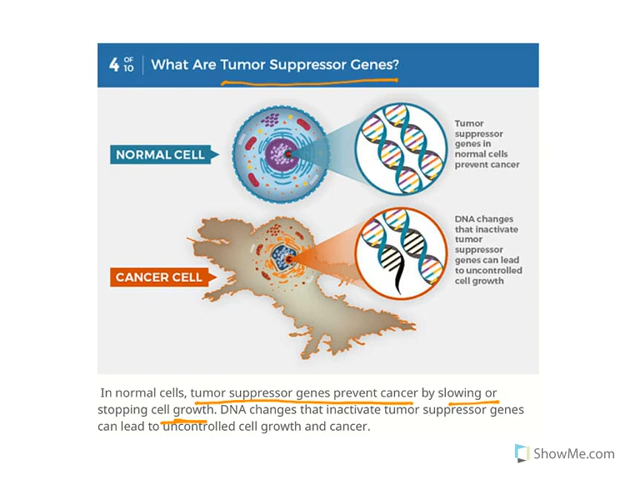 4 OF 10 What Are Tumor Suppressor Genes?
NORMAL CELL
Tumor
suppressor
genes in
normal cells
prevent cancer
CANCER CELL
DNA changes
that inactivate
tumor
suppressor
genes can lead
to uncontrolled
cell growth
In normal cells, tumor suppressor genes prevent cancer by slowing or
stopping cell growth. DNA changes that inactivate tumor suppressor genes
can lead to uncontrolled cell growth and cancer.
ShowMe.com